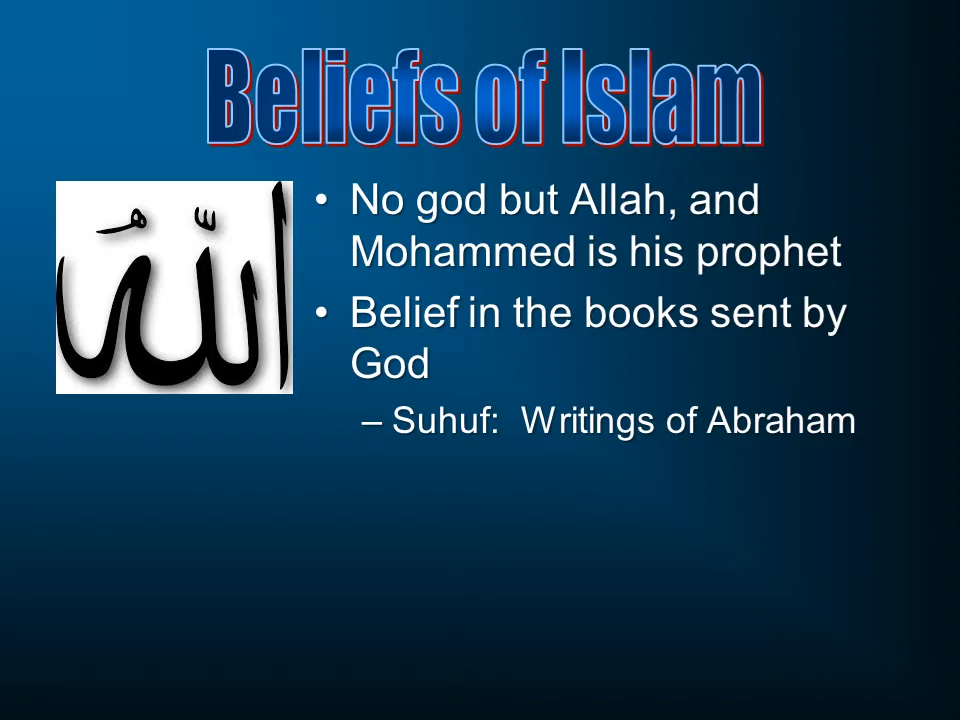 Beliefs of Islam
الله
• No god but Allah, and
Mohammed is his prophet
• Belief in the books sent by
God
– Suhuf: Writings of Abraham